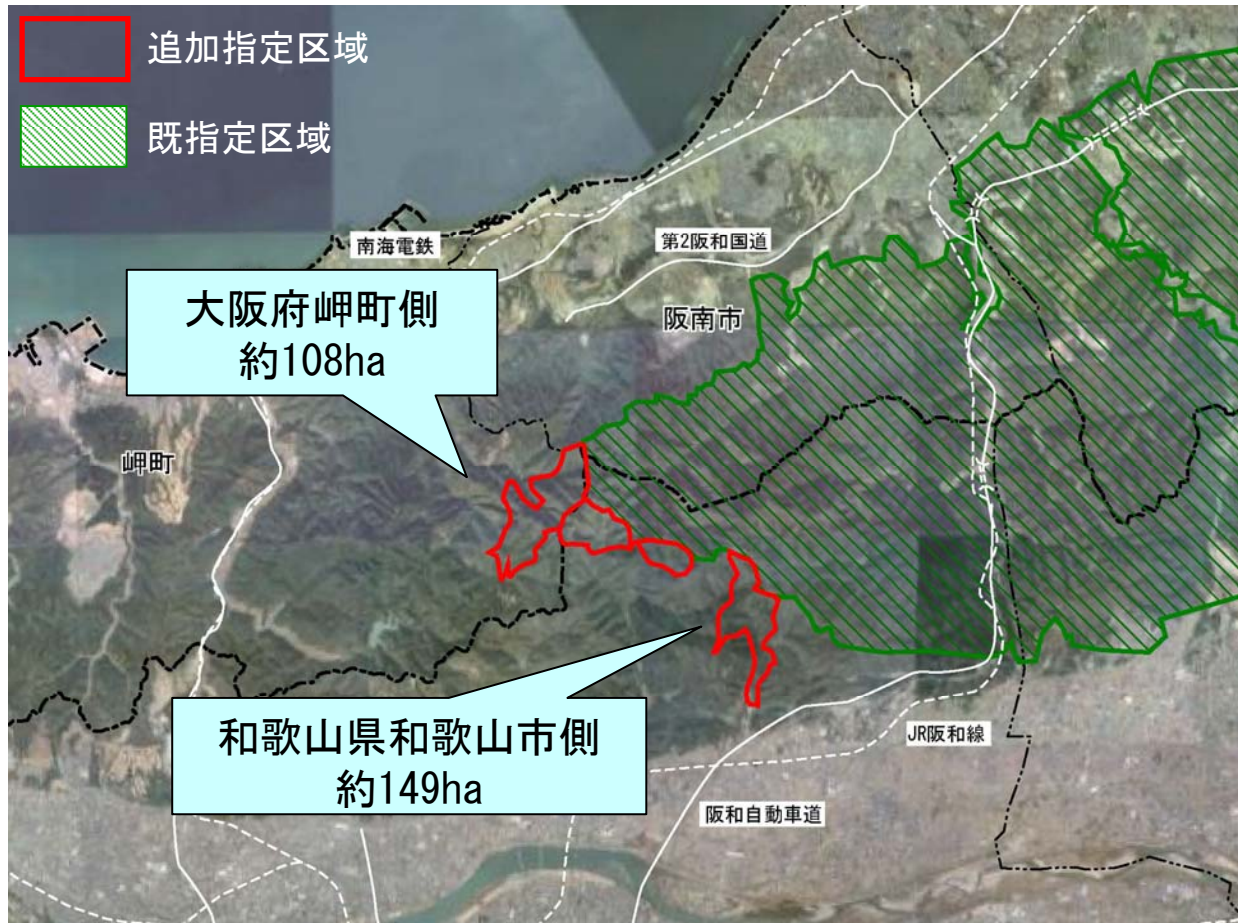 追加指定区域
既指定区域
南海電鉄
第2阪和国道
大阪府岬町側
約108ha
阪南市
岬町
和歌山県和歌山市側
約149ha
JR阪和線
阪和自動車道